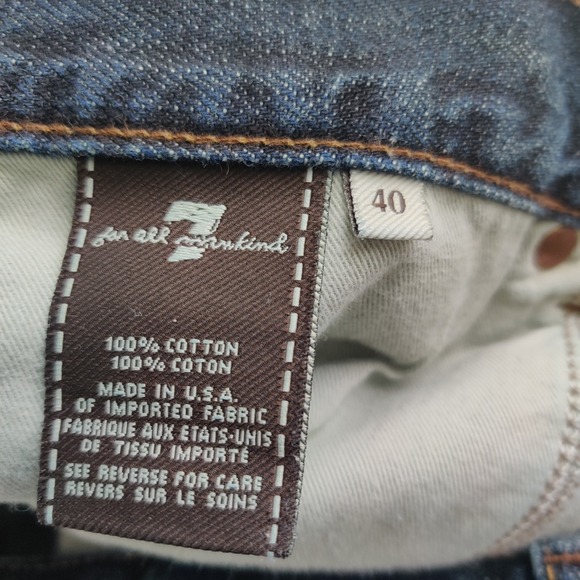 7
for all mankind
40
100% COTTON
100% COTON
MADE IN U.S.A.
OF IMPORTED FABRIC
FABRIQUE AUX ETATS-UNIS
DE TISSU IMPORTÉ
SEE REVERSE FOR CARE
REVERS SUR LE SOINS